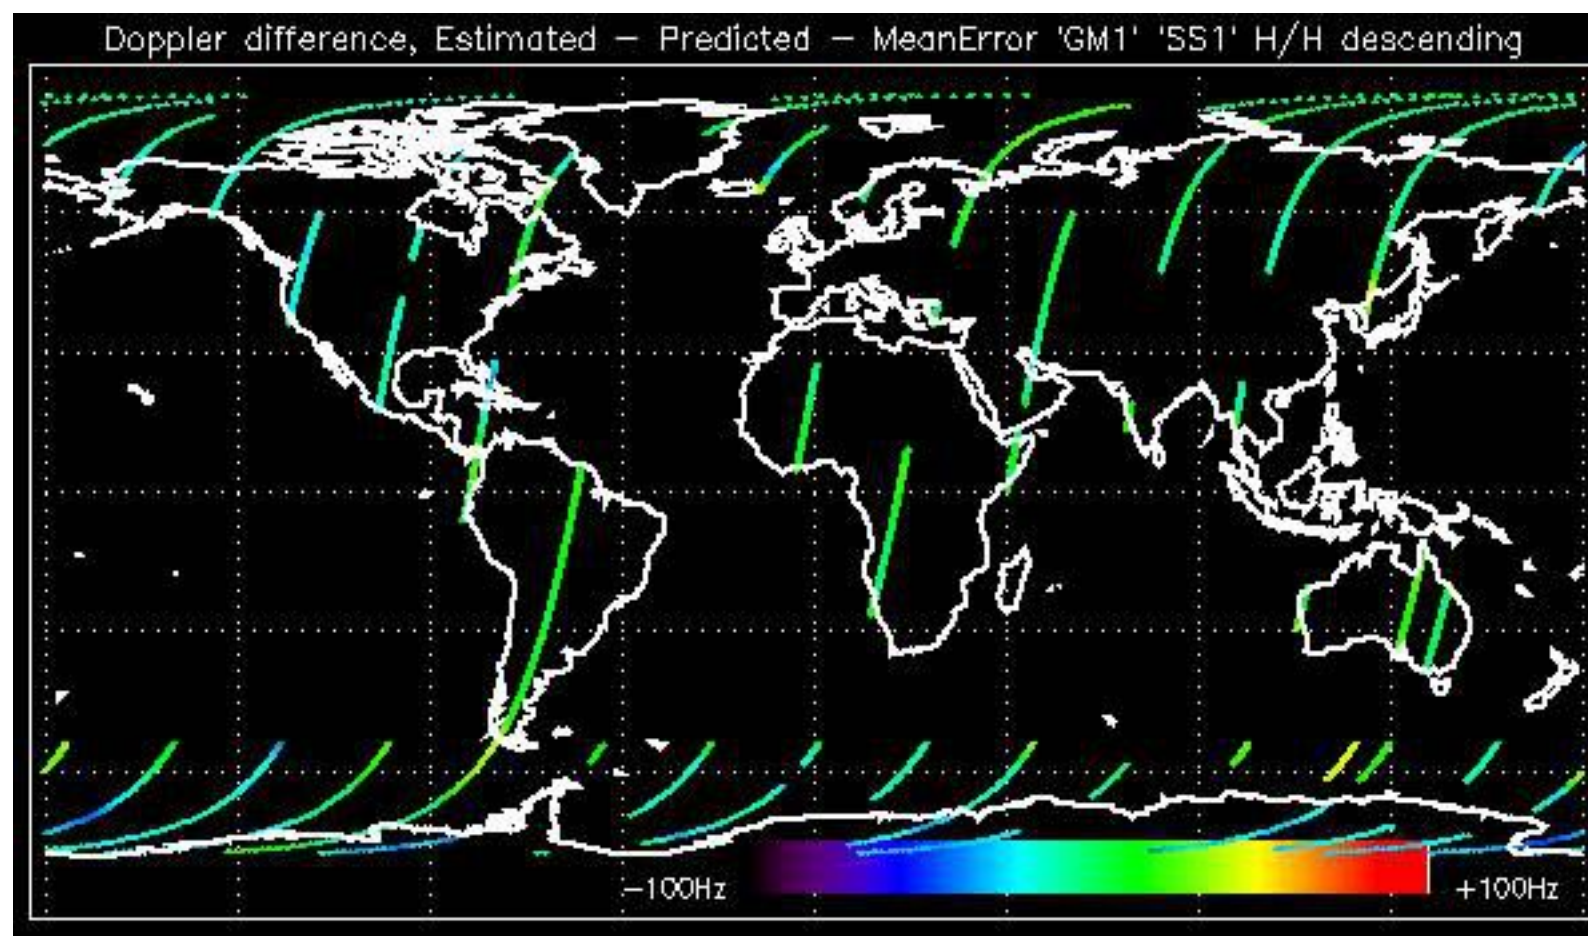 Doppler difference, Estimated – Predicted – MeanError 'GM1' 'SS1' H/H descending
–100Hz
+100Hz